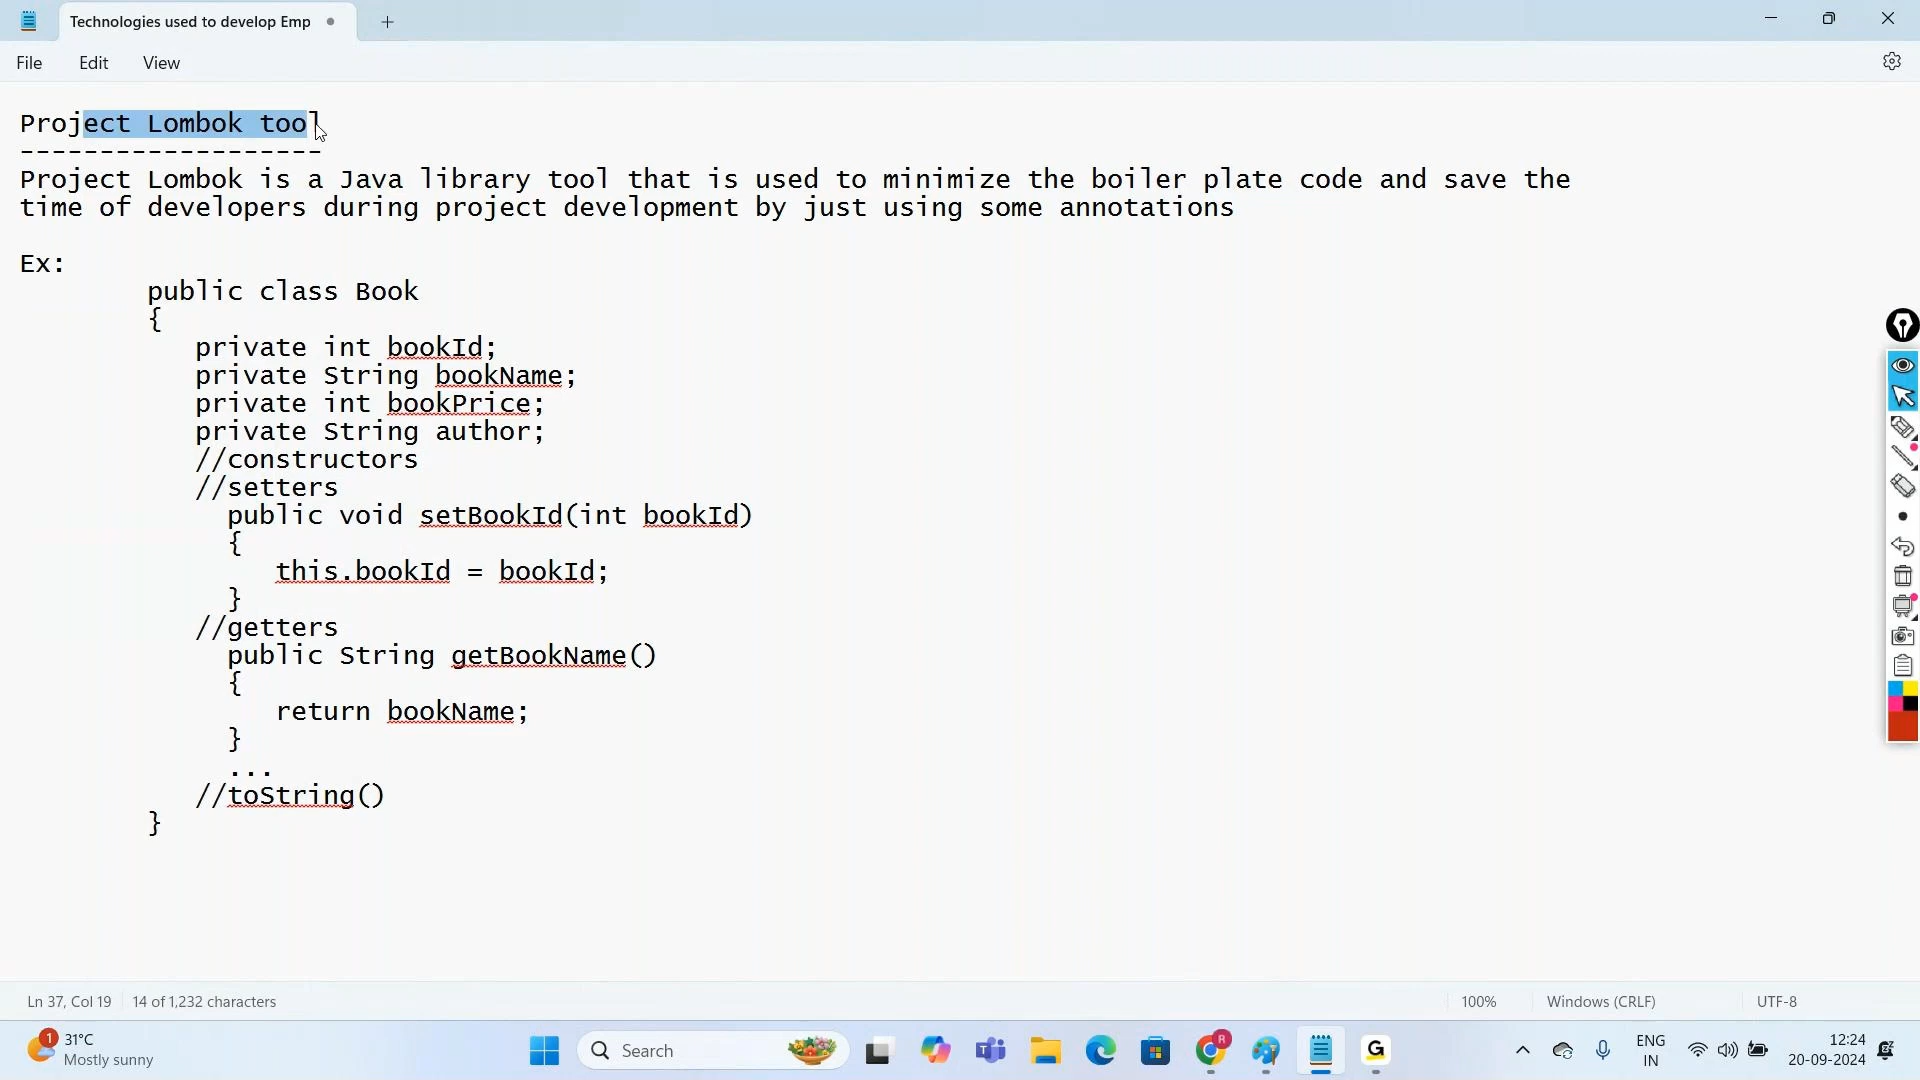 Technologies used to develop Emp
File Edit View
Project Lombok tool
-------------------
Project Lombok is a Java library tool that is used to minimize the boiler plate code and save the
time of developers during project development by just using some annotations
Ex:
public class Book
{
private int bookId;
private String bookName;
private int bookPrice;
private String author;
//constructors
//setters
public void setBookId(int bookId)
{
this.bookId = bookId;
}
//getters
public String getBookName()
{
return bookName;
}
...
//toString()
}
Ln 37, Col 19 14 of 1,232 characters 100% Windows (CRLF) UTF-8
1 31°C
Mostly sunny
Search
R
G
ENG
IN
12:24
20-09-2024